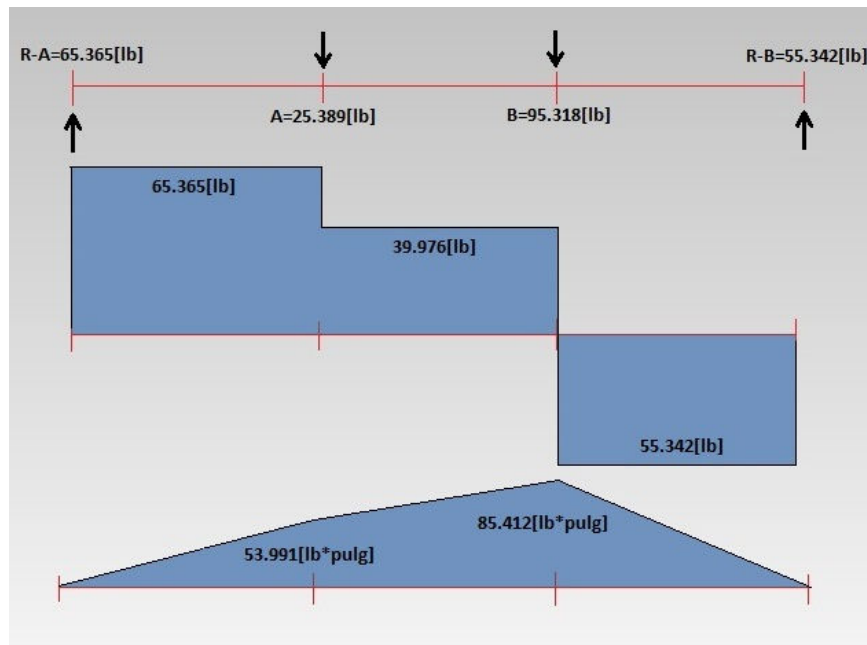 R-A=65.365[lb]
R-B=55.342[lb]
A=25.389[lb]
B=95.318[lb]
65.365[lb]
39.976[lb]
55.342[lb]
85.412[lb*pulg]
53.991[lb*pulg]